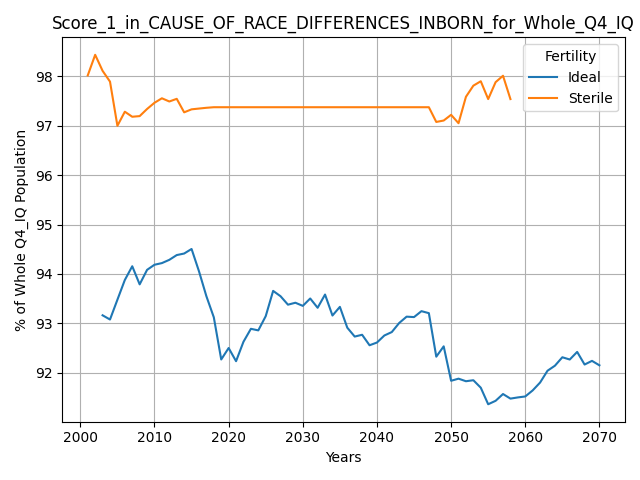 Score_1_in_CAUSE_OF_RACE_DIFFERENCES_INBORN_for_Whole_Q4_IQ
Fertility
Ideal
Sterile
98
97
96
95
94
93
92
% of Whole Q4_IQ Population
2000 2010 2020 2030 2040 2050 2060 2070
Years